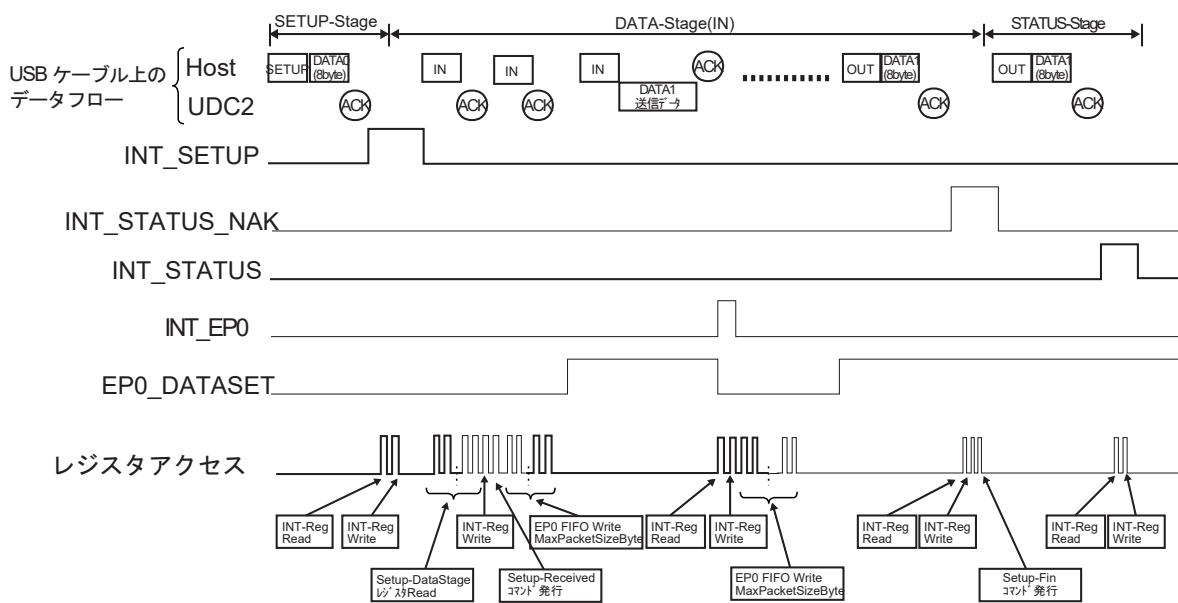 SETUP-Stage
DATA-Stage(IN)
STATUS-Stage
USB ケーブル上の
データフロー
Host
UDC2
SETUP
DATA0
(8byte)
ACK
IN
ACK
IN
ACK
IN
DATA1
送信ﾃﾞｰﾀ
ACK
OUT
DATA1
(8byte)
ACK
OUT
DATA1
(8byte)
ACK
INT_SETUP
INT_STATUS_NAK
INT_STATUS
INT_EP0
EP0_DATASET
レジスタアクセス
INT-Reg
Read
INT-Reg
Write
INT-Reg
Write
EP0 FIFO Write
MaxPacketSizeByte
INT-Reg
Read
INT-Reg
Write
INT-Reg
Read
INT-Reg
Write
INT-Reg
Read
INT-Reg
Write
Setup-DataStage
ﾚｼﾞｽﾀRead
Setup-Received
ｺﾏﾝﾄﾞ発行
EP0 FIFO Write
MaxPacketSizeByte
Setup-Fin
ｺﾏﾝﾄﾞ発行